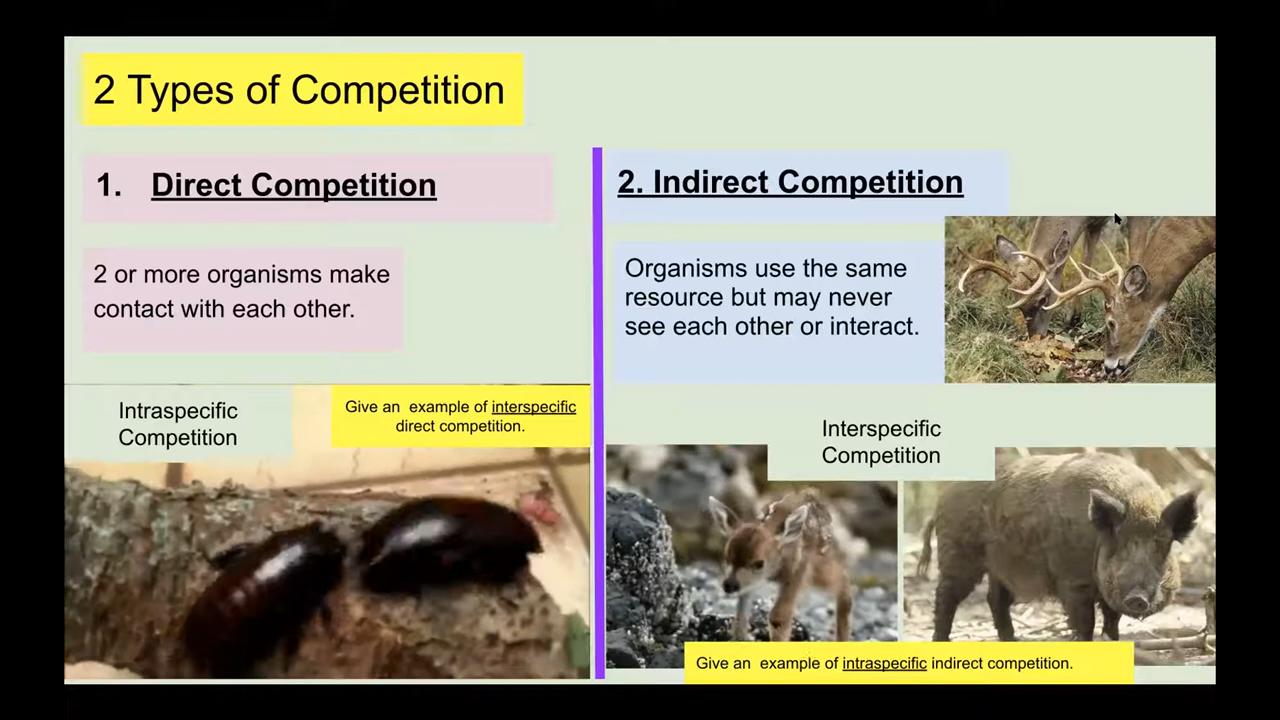 2 Types of Competition
1. Direct Competition
2 or more organisms make
contact with each other.
Intraspecific
Competition
Give an example of interspecific
direct competition.
2. Indirect Competition
Organisms use the same
resource but may never
see each other or interact.
Interspecific
Competition
Give an example of intraspecific indirect competition.